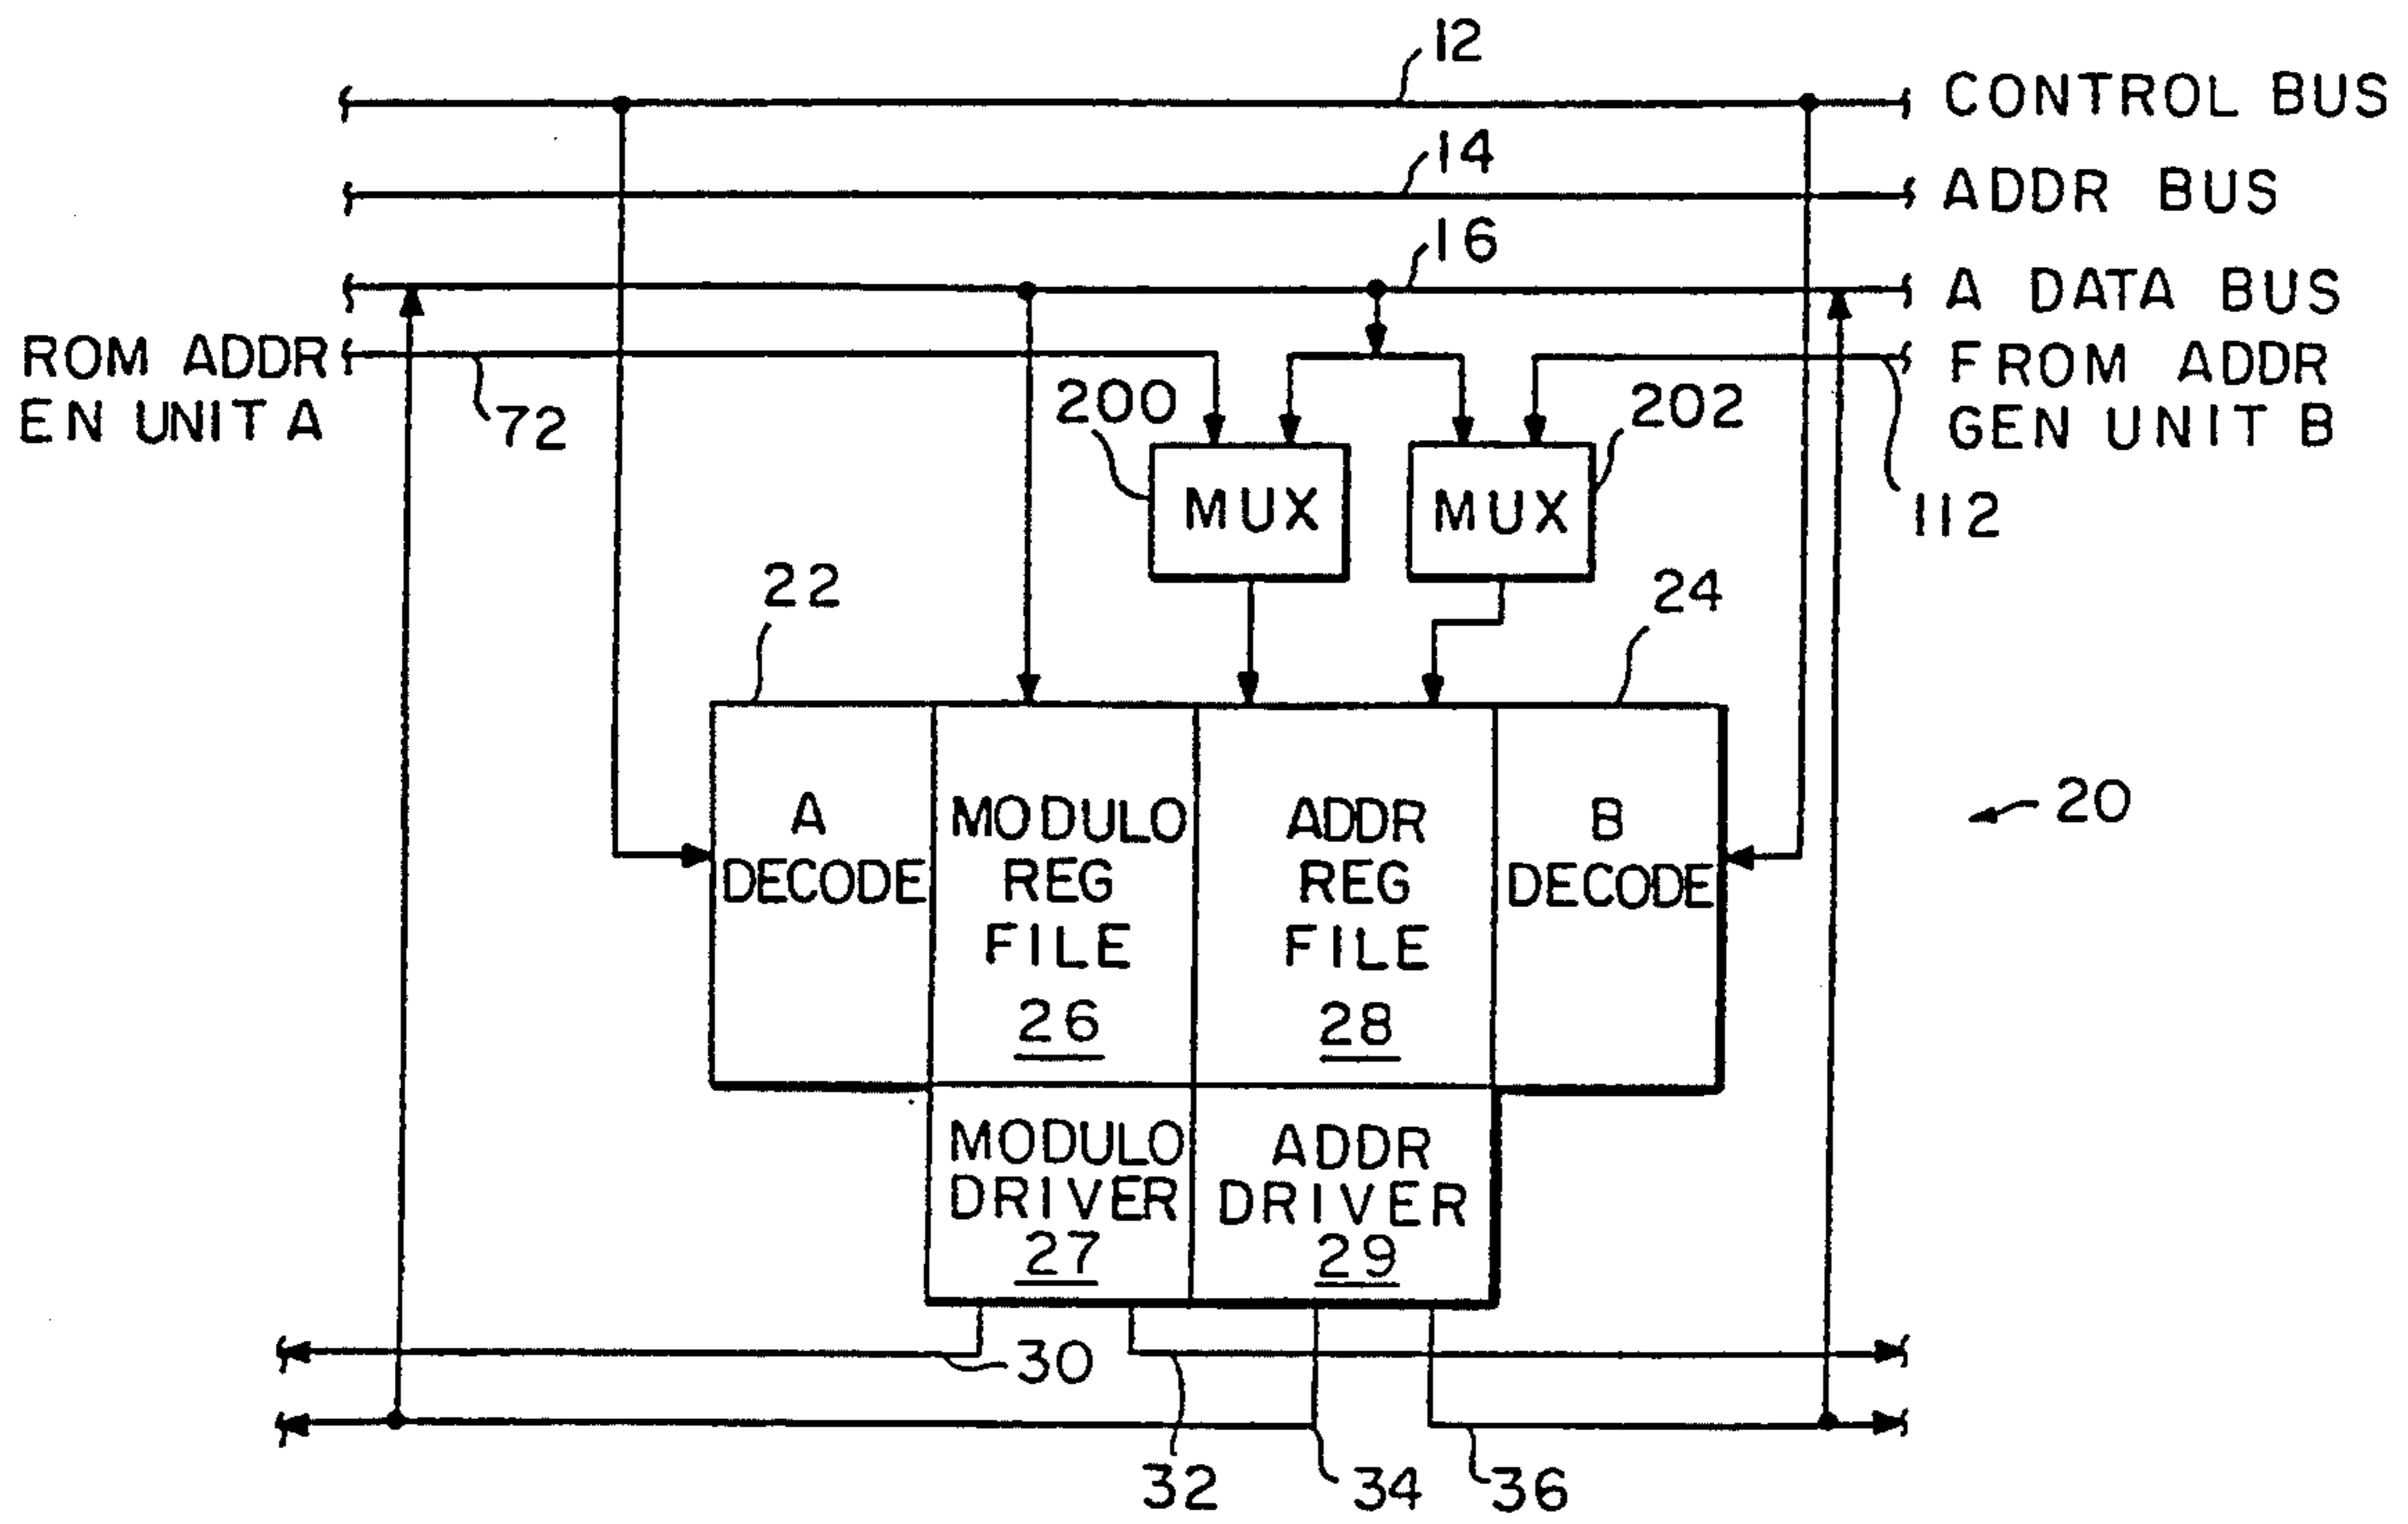 12
CONTROL BUS
14
ADDR BUS
16
A DATA BUS
ROM ADDR
EN UNIT A
72
FROM ADDR
GEN UNIT B
112
200
202
MUX
MUX
22
24
20
A
DECODE
MODULO
REG
FILE
26
ADDR
REG
FILE
28
B
DECODE
MODULO
DRIVER
27
ADDR
DRIVER
29
30
32
34
36